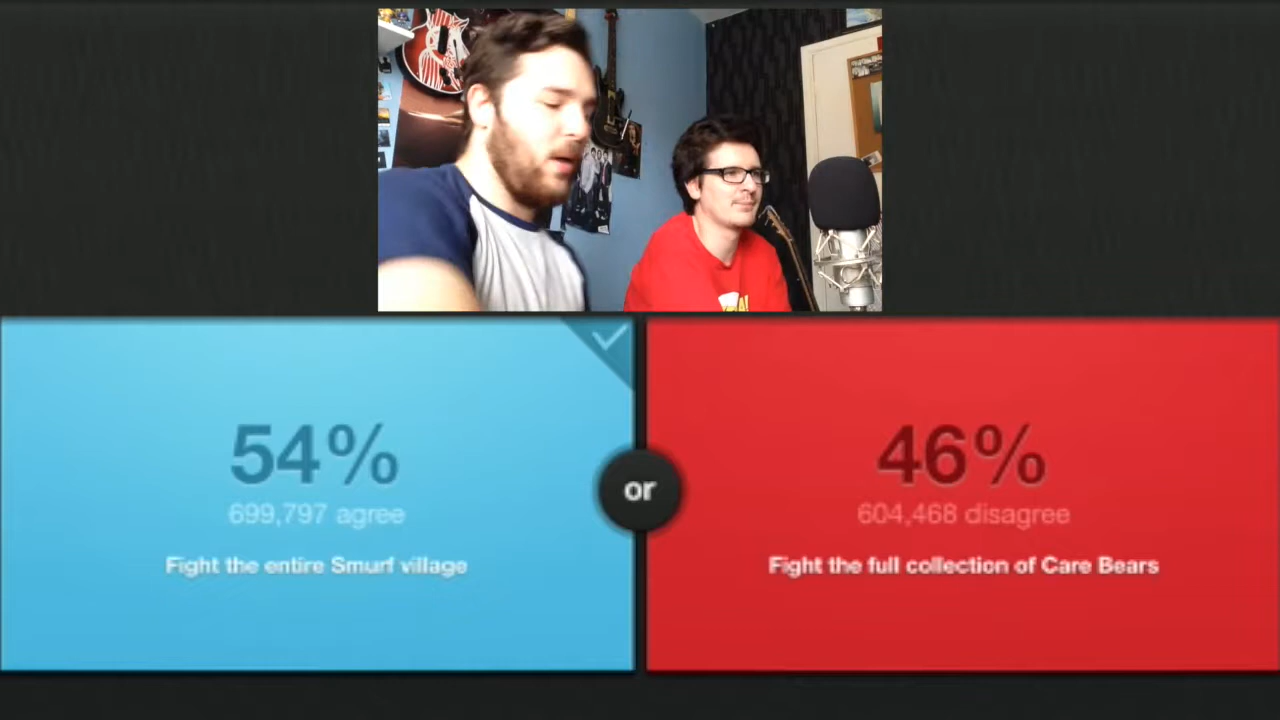 54%
699,797 agree
Fight the entire Smurf village
or
46%
604,468 disagree
Fight the full collection of Care Bears